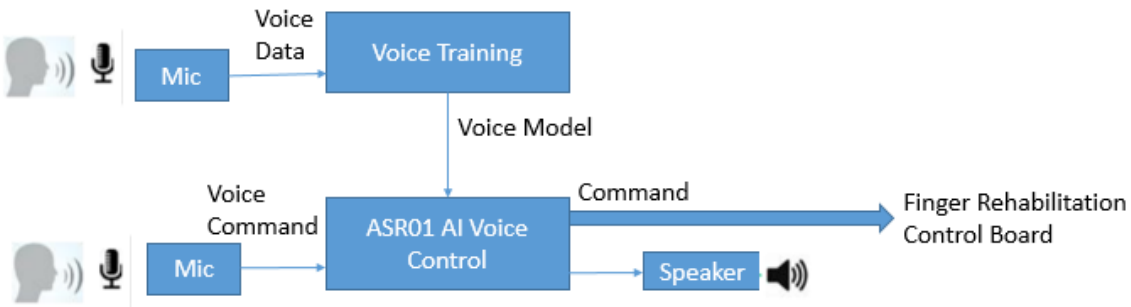 Voice
Data
Mic
Voice Training
Voice Model
Voice
Command
Mic
ASR01 AI Voice
Control
Command
Finger Rehabilitation
Control Board
Speaker